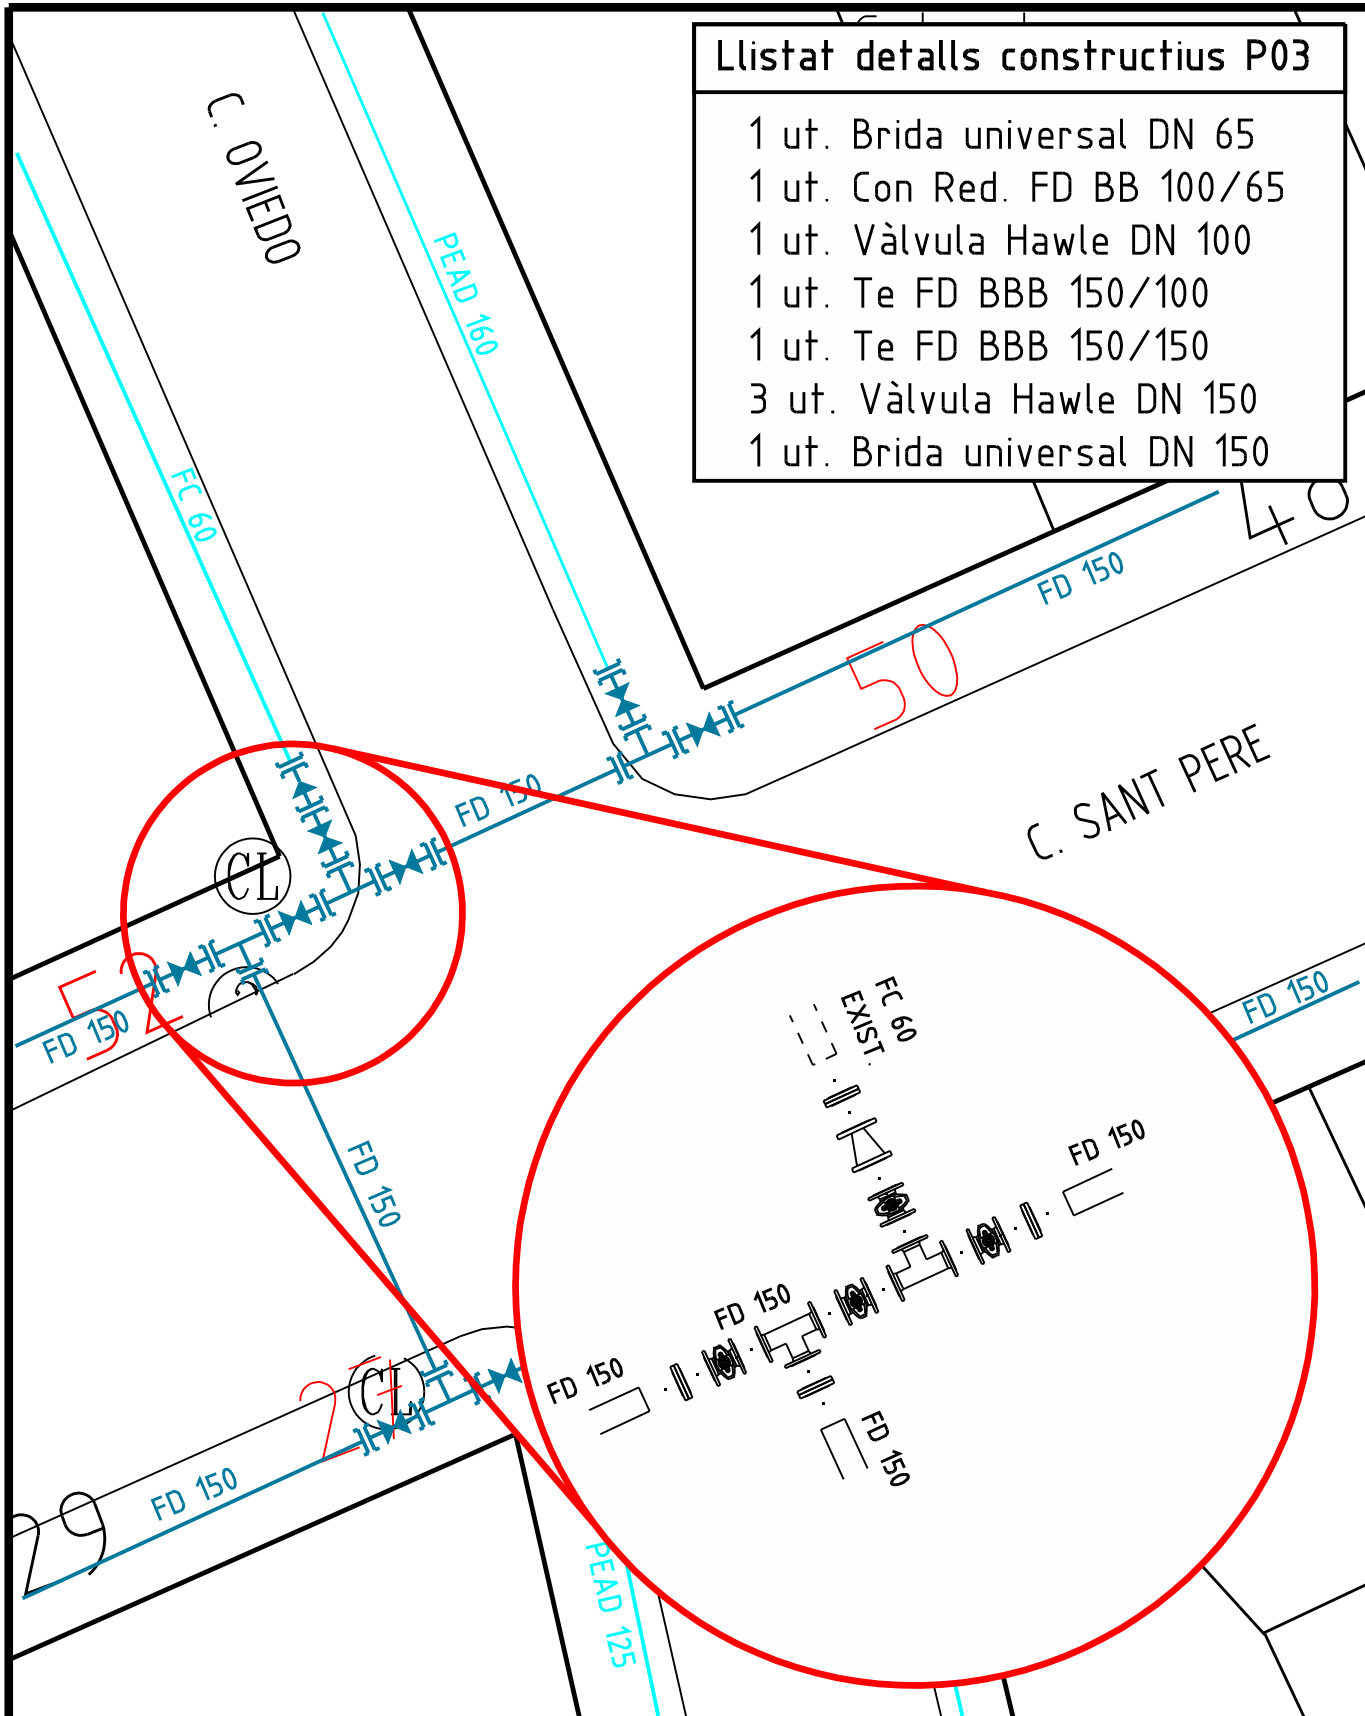 Llistat detalls constructius P03
1 ut. Brida universal DN 65
1 ut. Con Red. FD BB 100/65
1 ut. Vàlvula Hawle DN 100
1 ut. Te FD BBB 150/100
1 ut. Te FD BBB 150/150
3 ut. Vàlvula Hawle DN 150
1 ut. Brida universal DN 150
C. OVIEDO
PEAD 160
FC 60
FD 150
50
C. SANT PERE
FD 150
CL
52
FD 150
FD 150
FC 60
EXIST.
FD 150
FD 150
FD 150
FD 150
FD 150
FD 150
CL
FD 150
29
PEAD 125